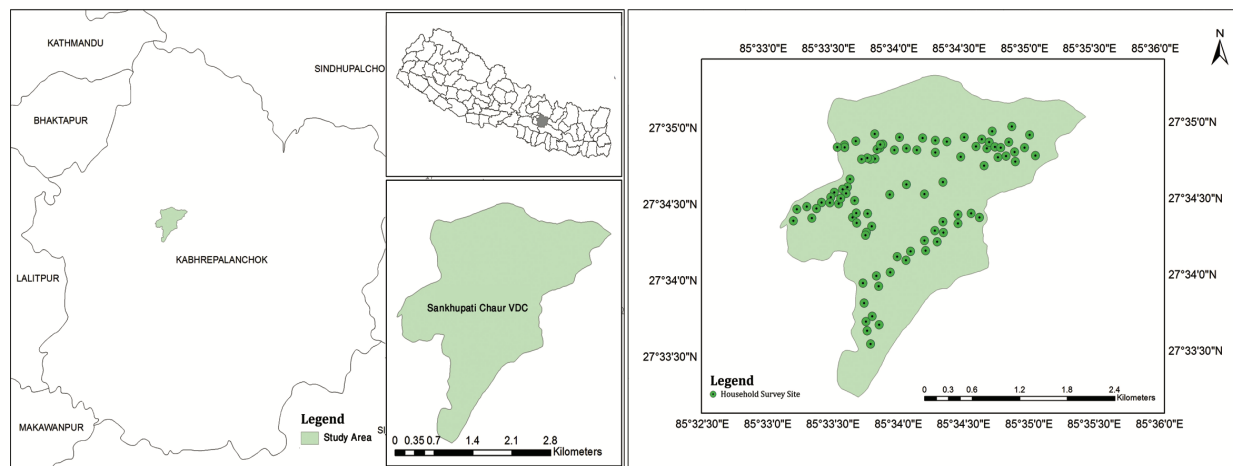 KATHMANDU
SINDHUPALCHO
BHAKTAPUR
LALITPUR
KABHREPALANCHOK
MAKAWANPUR
SI
Legend
Study Area
Sankhupati Chaur VDC
0 0.35 0.7 1.4 2.1 2.8
Kilometers
N
85°33'0"E 85°33'30"E 85°34'0"E 85°34'30"E 85°35'0"E 85°35'30"E 85°36'0"E
27°35'0"N 27°35'0"N
27°34'30"N 27°34'30"N
27°34'0"N 27°34'0"N
27°33'30"N 27°33'30"N
Legend
Household Survey Site
0 0.3 0.6 1.2 1.8 2.4
Kilometers
85°32'30"E 85°33'0"E 85°33'30"E 85°34'0"E 85°34'30"E 85°35'0"E 85°35'30"E 85°36'0"E